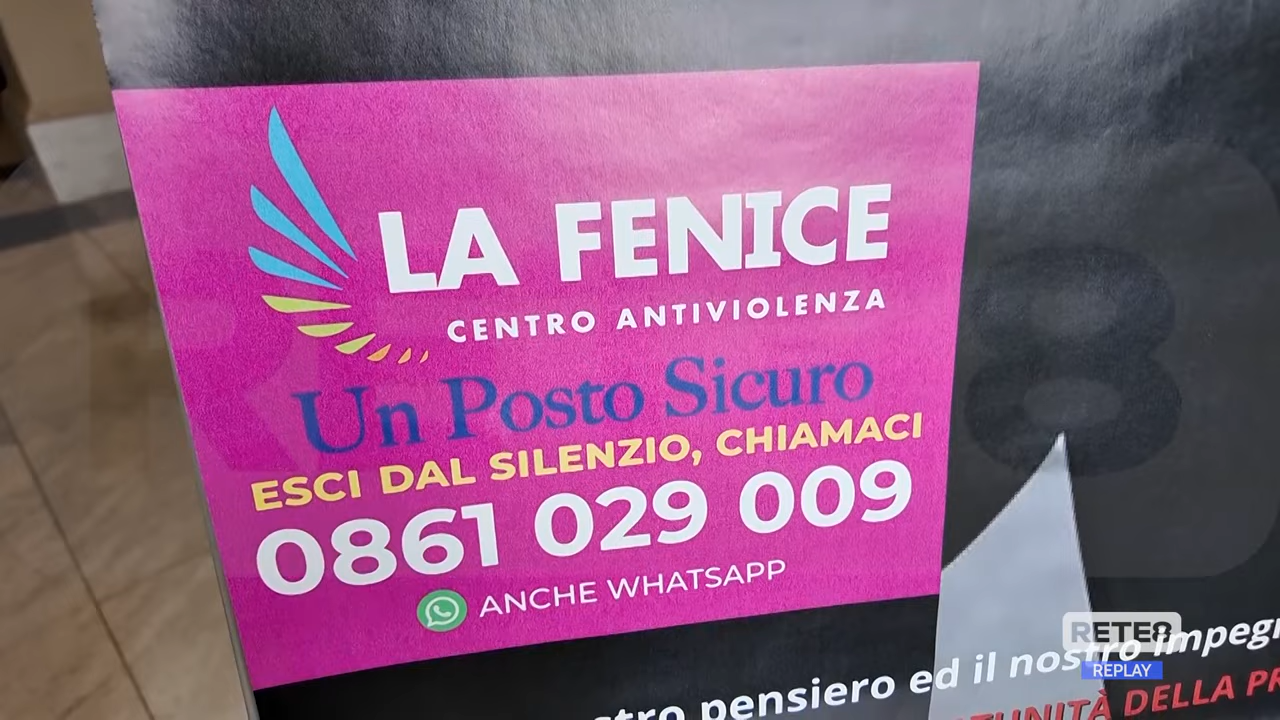 LA FENICE
CENTRO ANTIVIOLENZA
Un Posto Sicuro
ESCI DAL SILENZIO, CHIAMACI
0861 029 009
ANCHE WHATSAPP
RETE8
REPLAY
pensiero ed il nostro
DELLA